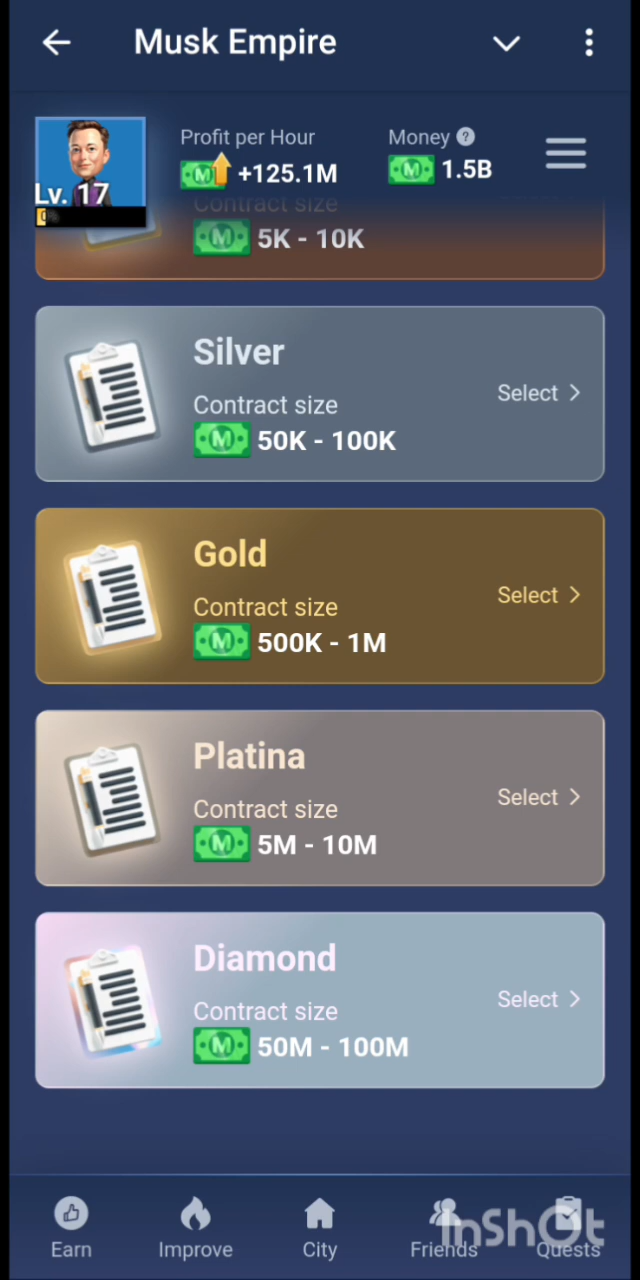 Musk Empire
Profit per Hour
+125.1M
Money ?
1.5B
Lv. 17
Contract size
5K - 10K
Silver
Contract size
50K - 100K
Select
Gold
Contract size
500K - 1M
Select
Platina
Contract size
5M - 10M
Select
Diamond
Contract size
50M - 100M
Select
Earn
Improve
City
Friends
Quests
InShOt